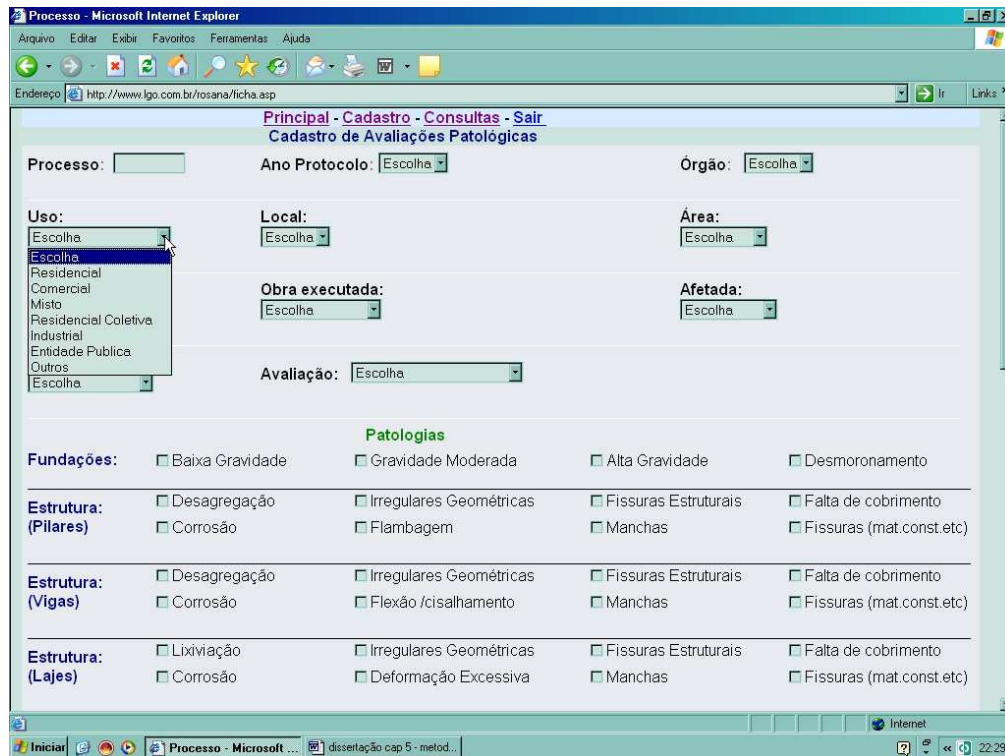 Processo - Microsoft Internet Explorer
Arquivo Editar Exibir Favoritos Ferramentas Ajuda
Endereço http://www.lgo.com.br/rosana/ficha.asp Ir Links
Principal - Cadastro - Consultas - Sair
Cadastro de Avaliações Patológicas
Processo: Ano Protocolo: Escolha Órgão: Escolha
Uso: Local: Área:
Escolha Escolha Escolha
Escolha
Residencial
Comercial
Misto
Residencial Coletiva
Industrial
Entidade Publica
Outros
Obra executada: Afetada:
Escolha Escolha
Escolha Avaliação: Escolha
Patologias
Fundações: Baixa Gravidade Gravidade Moderada Alta Gravidade Desmoronamento
Estrutura: (Pilares) Desagregação Irregulares Geométricas Fissuras Estruturais Falta de cobrimento
Corrosão Flambagem Manchas Fissuras (mat.const.etc)
Estrutura: (Vigas) Desagregação Irregulares Geométricas Fissuras Estruturais Falta de cobrimento
Corrosão Flexão /cisalhamento Manchas Fissuras (mat.const.etc)
Estrutura: (Lajes) Lixiviação Irregulares Geométricas Fissuras Estruturais Falta de cobrimento
Corrosão Deformação Excessiva Manchas Fissuras (mat.const.etc)
Internet
Iniciar Processo - Microsoft ... dissertação cap 5 - metod... 22:29